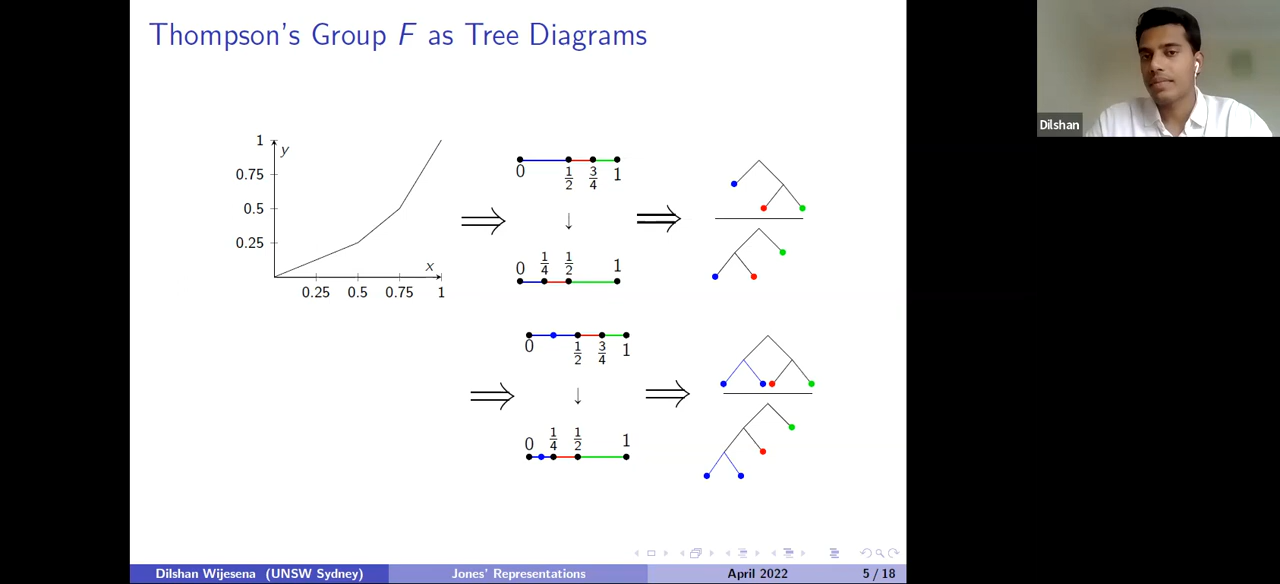 Thompson's Group F as Tree Diagrams
Dilshan
1
y
0.75
0.5
0.25
x
0.25 0.5 0.75 1
⟹
0 1/2 3/4 1
↓
0 1/4 1/2 1
⟹
⟹
0 1/2 3/4 1
↓
0 1/4 1/2 1
⟹
Dilshan Wijesena (UNSW Sydney) Jones' Representations April 2022 5 / 18